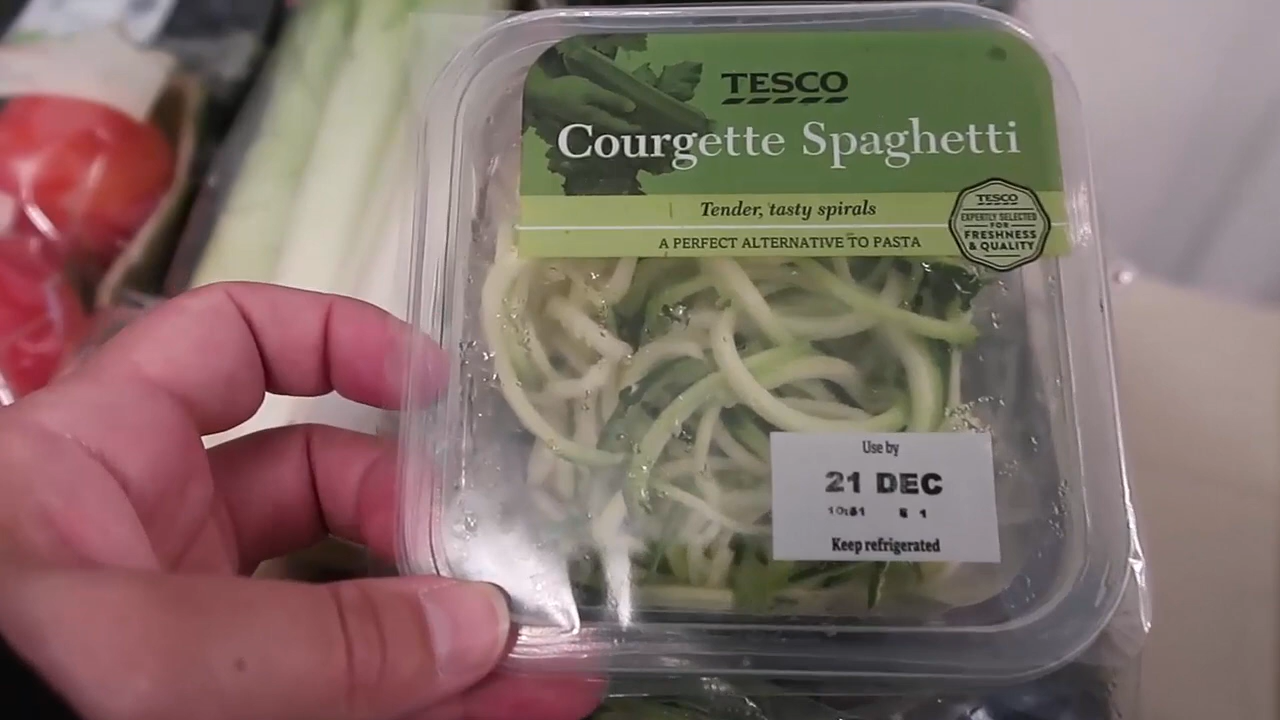 TESCO
Courgette Spaghetti
Tender, tasty spirals
A PERFECT ALTERNATIVE TO PASTA
TESCO
EXPERTLY SELECTED
FOR
FRESHNESS
& QUALITY
Use by
21 DEC
Keep refrigerated